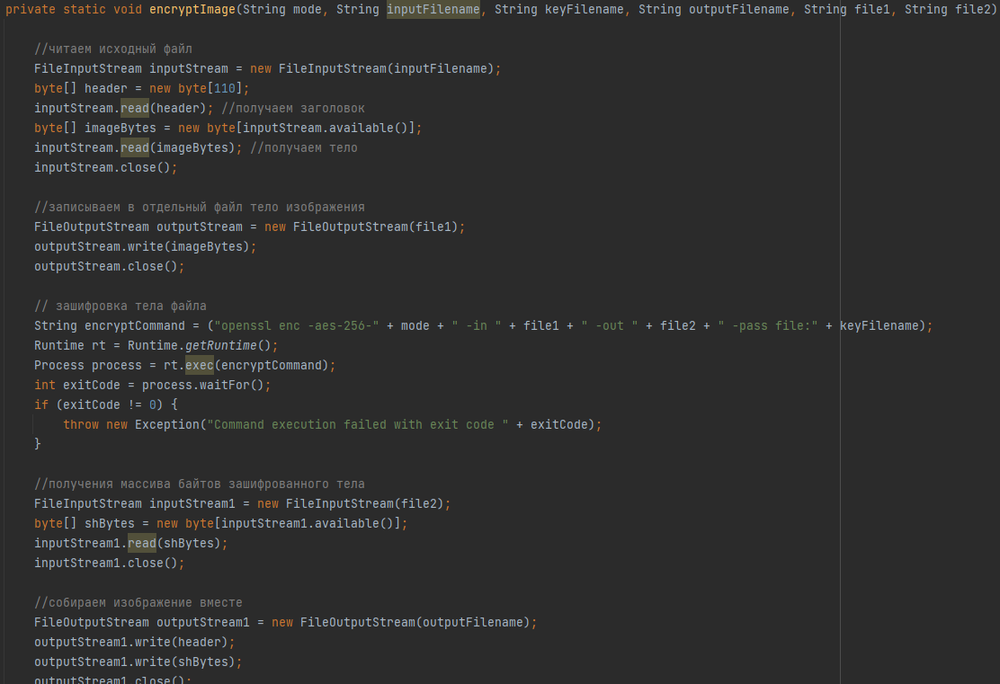 private static void encryptImage(String mode, String inputFilename, String keyFilename, String outputFilename, String file1, String file2)
//читаем исходный файл
FileInputStream inputStream = new FileInputStream(inputFilename);
byte[] header = new byte[110];
inputStream.read(header); //получаем заголовок
byte[] imageBytes = new byte[inputStream.available()];
inputStream.read(imageBytes); //получаем тело
inputStream.close();
//записываем в отдельный файл тело изображения
FileOutputStream outputStream = new FileOutputStream(file1);
outputStream.write(imageBytes);
outputStream.close();
// зашифровка тела файла
String encryptCommand = ("openssl enc -aes-256-" + mode + " -in " + file1 + " -out " + file2 + " -pass file:" + keyFilename);
Runtime rt = Runtime.getRuntime();
Process process = rt.exec(encryptCommand);
int exitCode = process.waitFor();
if (exitCode != 0) {
throw new Exception("Command execution failed with exit code " + exitCode);
}
//получения массива байтов зашифрованного тела
FileInputStream inputStream1 = new FileInputStream(file2);
byte[] shBytes = new byte[inputStream1.available()];
inputStream1.read(shBytes);
inputStream1.close();
//собираем изображение вместе
FileOutputStream outputStream1 = new FileOutputStream(outputFilename);
outputStream1.write(header);
outputStream1.write(shBytes);
outputStream1.close();